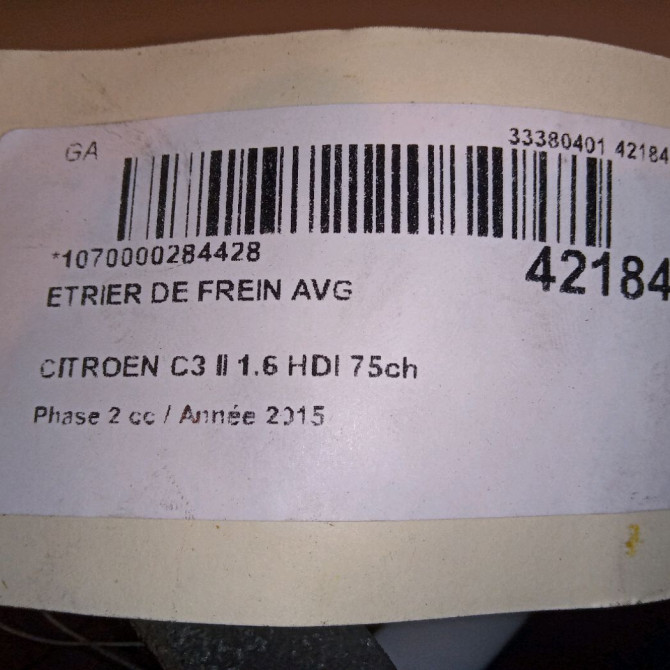 GA
33380401 42184
*1070000284428
42184
ETRIER DE FREIN AVG
CITROEN C3 II 1.6 HDI 75ch
Phase 2 cc / Année 2015